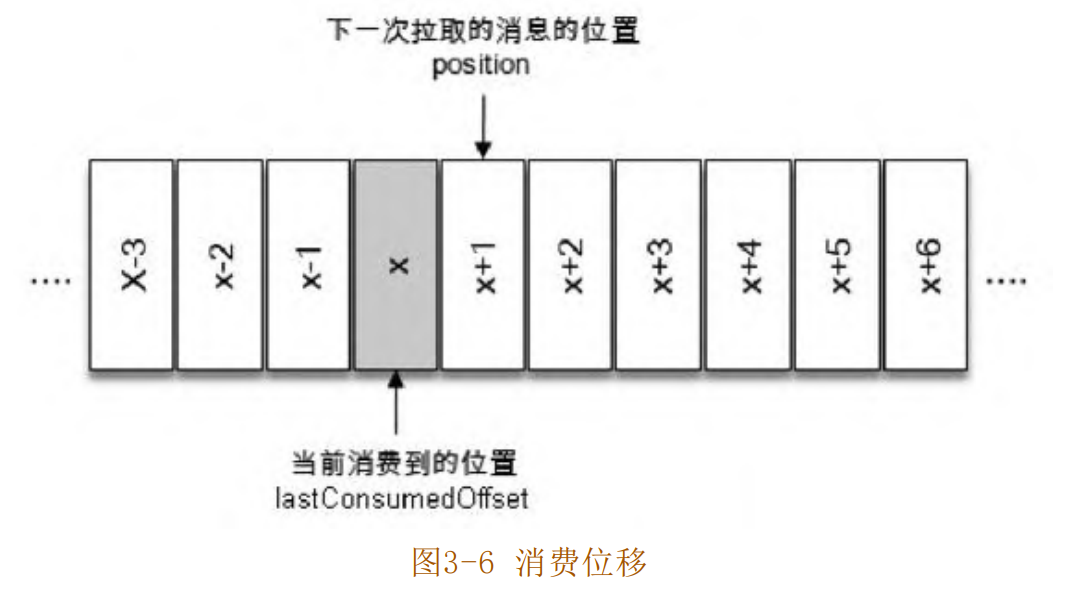 下一次拉取的消息的位置
position
.... X-3 x-2 x-1 x x+1 x+2 x+3 x+4 x+5 x+6 ....
当前消费到的位置
lastConsumedOffset
图3-6 消费位移